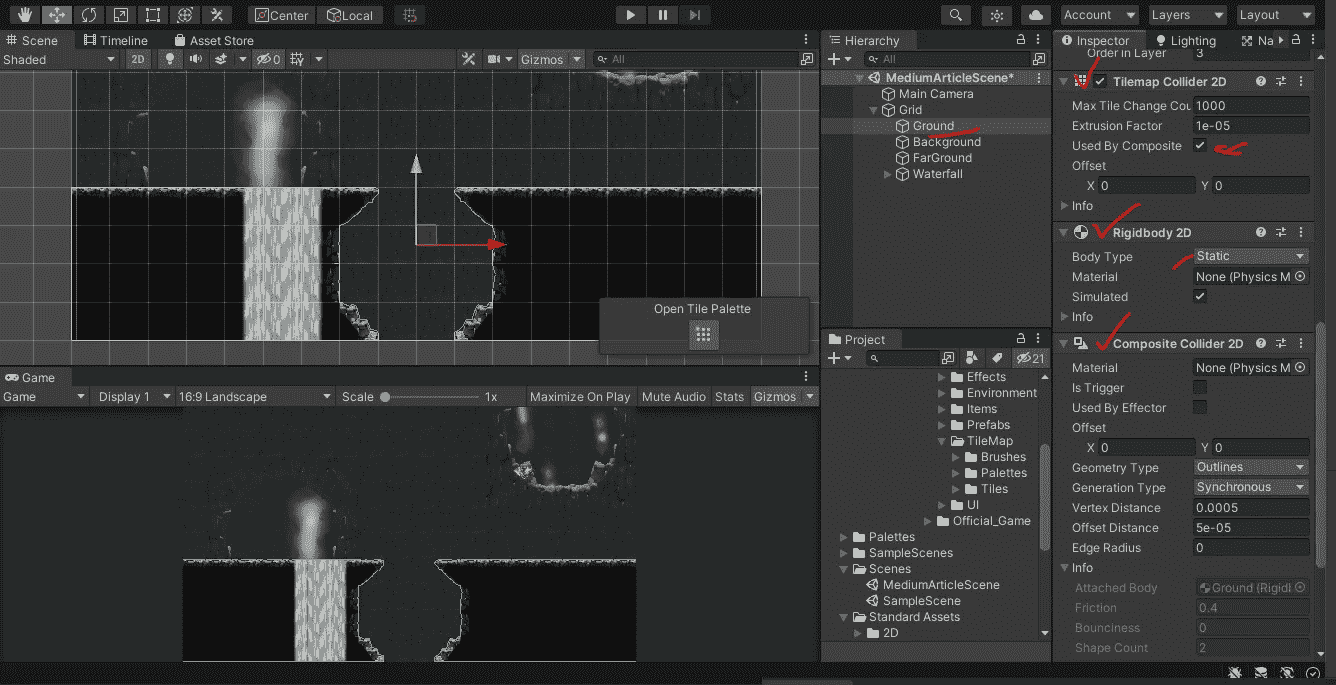 Center
Local
Account
Layers
Layout
Scene
Timeline
Asset Store
Shaded
2D
0
Gizmos
All
Open Tile Palette
Game
Game
Display 1
16:9 Landscape
Scale
1x
Maximize On Play
Mute Audio
Stats
Gizmos
Hierarchy
All
MediumArticleScene*
Main Camera
Grid
Ground
Background
FarGround
Waterfall
Project
21
Effects
Environment
Items
Prefabs
TileMap
Brushes
Palettes
Tiles
UI
Official_Game
Palettes
SampleScenes
Scenes
MediumArticleScene
SampleScene
Standard Assets
2D
Inspector
Lighting
Na
Order in Layer 3
Tilemap Collider 2D
Max Tile Change Cou 1000
Extrusion Factor 1e-05
Used By Composite
Offset
X 0 Y 0
Info
Rigidbody 2D
Body Type Static
Material None (Physics M
Simulated
Info
Composite Collider 2D
Material None (Physics M
Is Trigger
Used By Effector
Offset
X 0 Y 0
Geometry Type Outlines
Generation Type Synchronous
Vertex Distance 0.0005
Offset Distance 5e-05
Edge Radius 0
Info
Attached Body Ground (Rigid
Friction 0.4
Bounciness 0
Shape Count 2